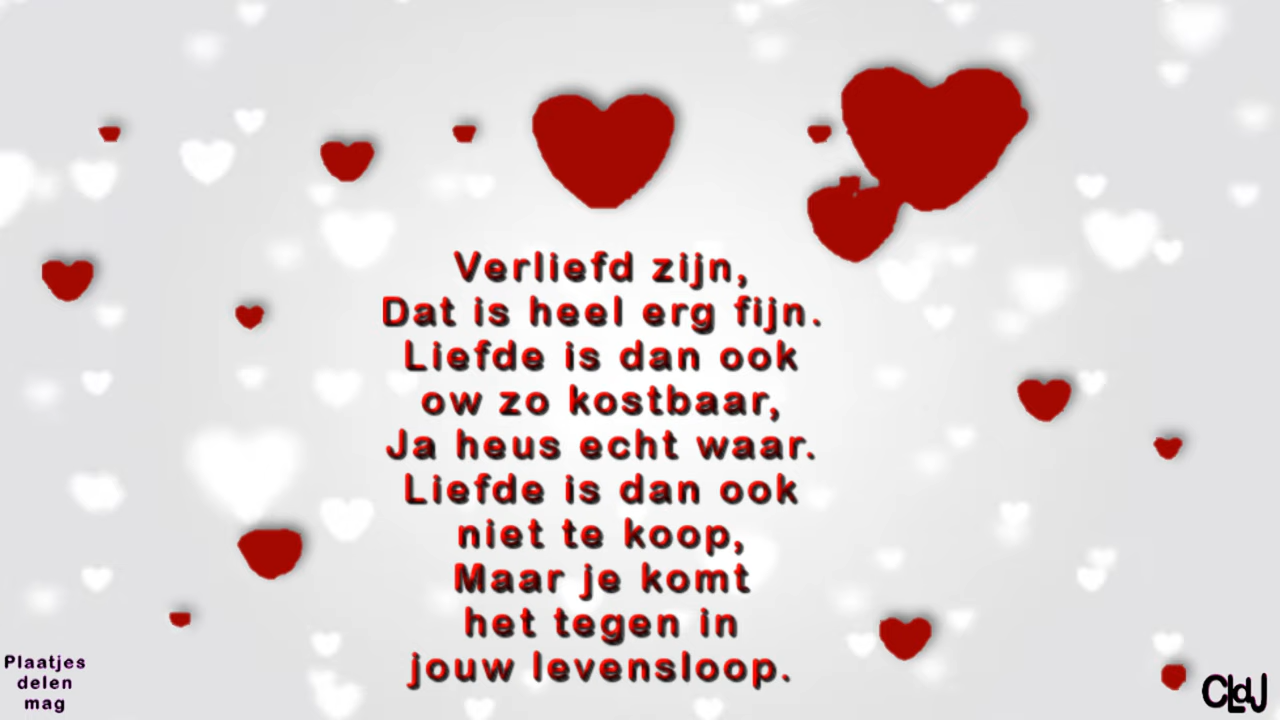 Verliefd zijn,
Dat is heel erg fijn.
Liefde is dan ook
ow zo kostbaar,
Ja heus echt waar.
Liefde is dan ook
niet te koop,
Maar je komt
het tegen in
jouw levensloop.
Plaatjes
delen
mag
CLdJ